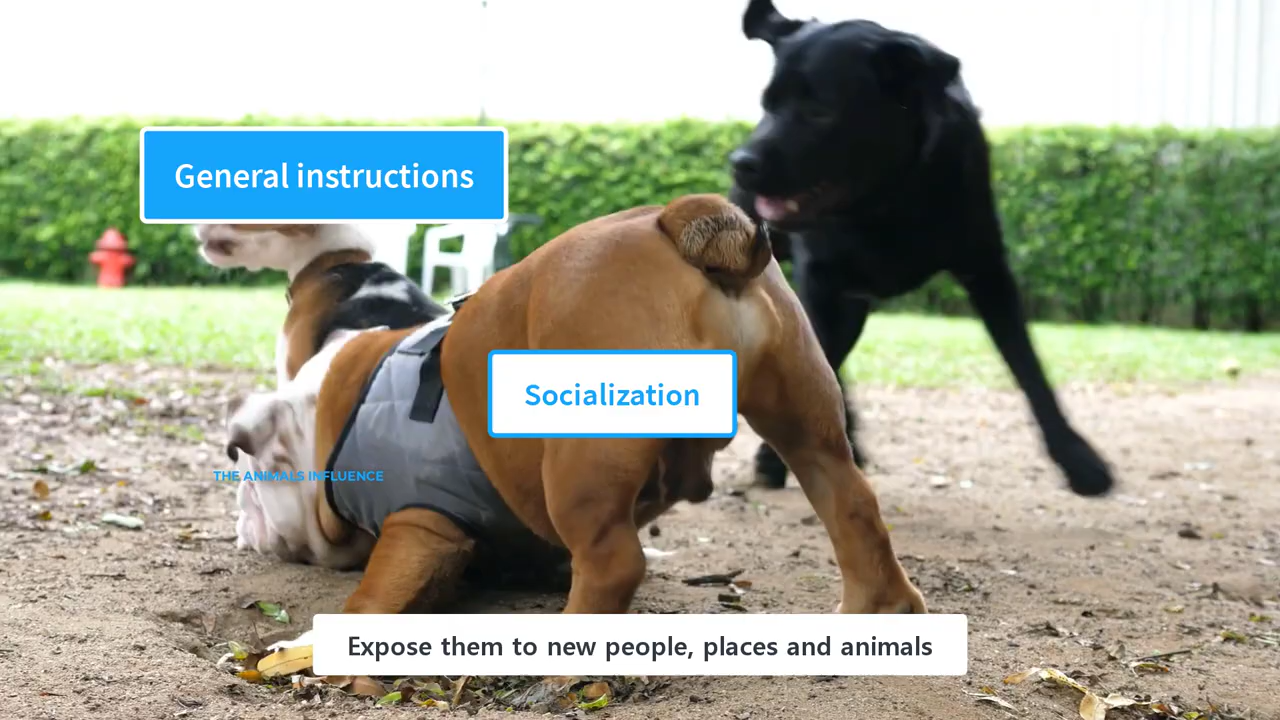 General instructions
Socialization
THE ANIMALS INFLUENCE
Expose them to new people, places and animals